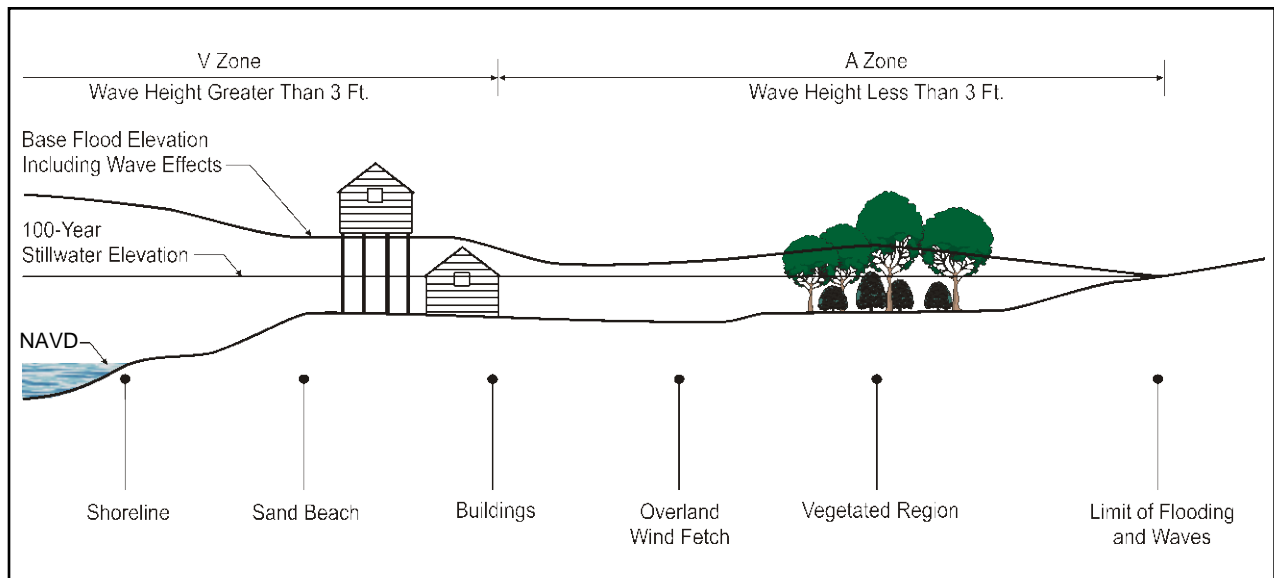 V Zone
Wave Height Greater Than 3 Ft.
A Zone
Wave Height Less Than 3 Ft.
Base Flood Elevation
Including Wave Effects
100-Year
Stillwater Elevation
NAVD
Shoreline
Sand Beach
Buildings
Overland
Wind Fetch
Vegetated Region
Limit of Flooding
and Waves